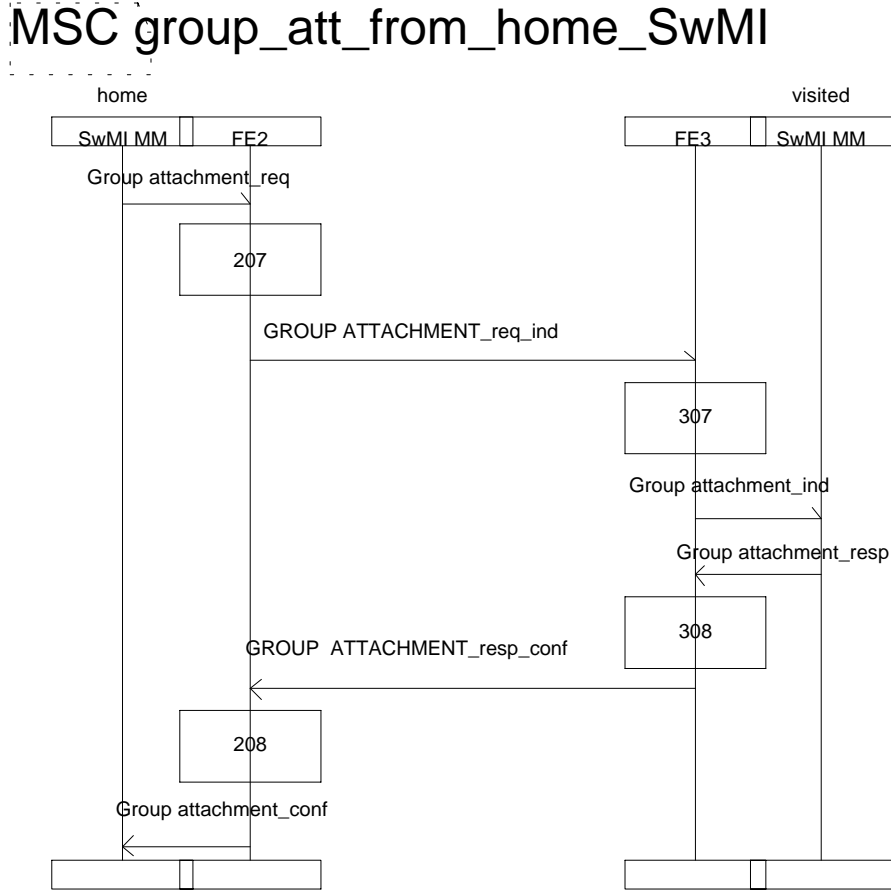 MSC group_att_from_home_SwMI
home visited
SwMI MM FE2 FE3 SwMI MM
Group attachment_req
207
GROUP ATTACHMENT_req_ind
307
Group attachment_ind
Group attachment_resp
308
GROUP ATTACHMENT_resp_conf
208
Group attachment_conf